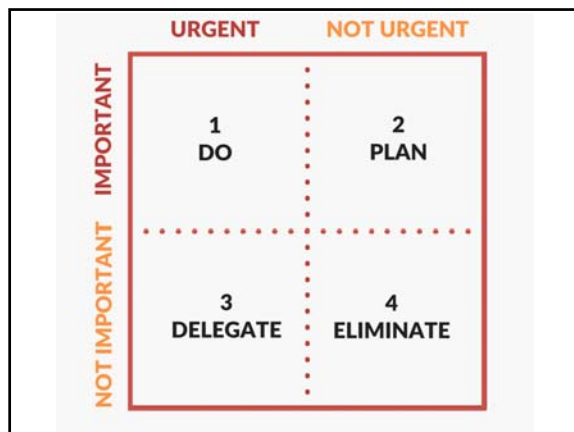 URGENT NOT URGENT
IMPORTANT
1
DO
2
PLAN
NOT IMPORTANT
3
DELEGATE
4
ELIMINATE